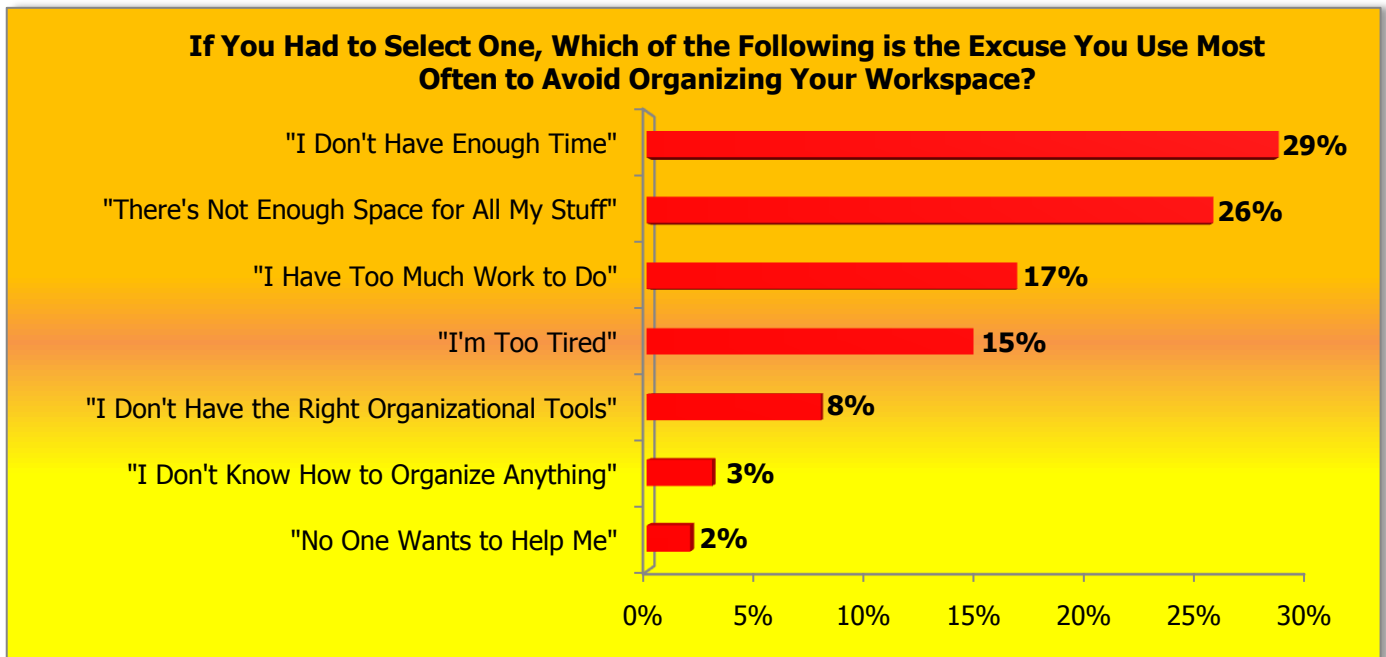 If You Had to Select One, Which of the Following is the Excuse You Use Most
Often to Avoid Organizing Your Workspace?
"I Don't Have Enough Time" 29%
"There's Not Enough Space for All My Stuff" 26%
"I Have Too Much Work to Do" 17%
"I'm Too Tired" 15%
"I Don't Have the Right Organizational Tools" 8%
"I Don't Know How to Organize Anything" 3%
"No One Wants to Help Me" 2%
0% 5% 10% 15% 20% 25% 30%